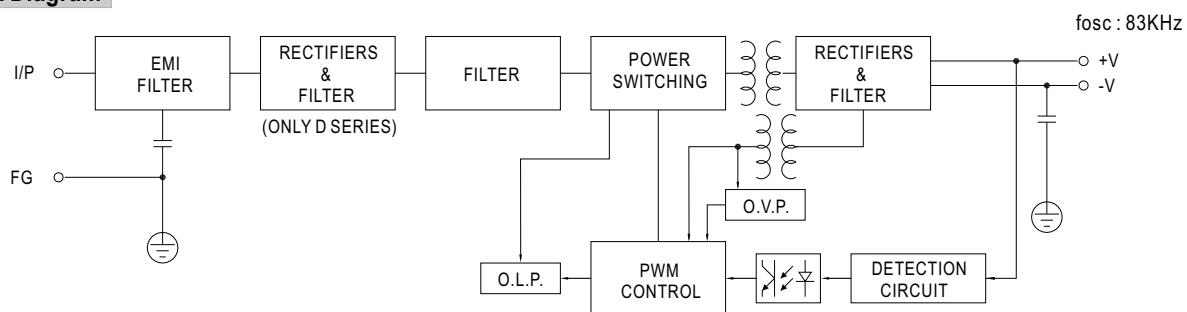 Diagram
fosc : 83KHz
I/P
EMI
FILTER
RECTIFIERS
&
FILTER
(ONLY D SERIES)
FILTER
POWER
SWITCHING
RECTIFIERS
&
FILTER
+V
-V
FG
O.V.P.
O.L.P.
PWM
CONTROL
DETECTION
CIRCUIT